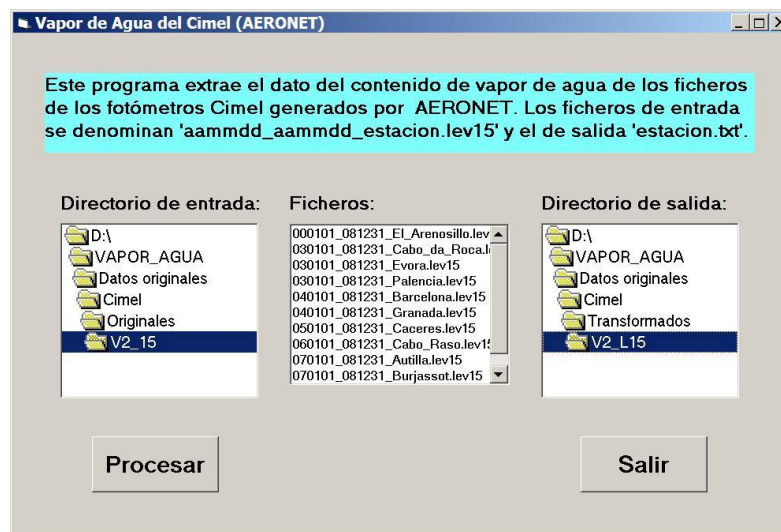 Vapor de Agua del Cimel (AERONET)
Este programa extrae el dato del contenido de vapor de agua de los ficheros
de los fotómetros Cimel generados por AERONET. Los ficheros de entrada
se denominan 'aammdd_aammdd_estacion.lev15' y el de salida 'estacion.txt'.
Directorio de entrada:
D:\
VAPOR_AGUA
Datos originales
Cimel
Originales
V2_15
Ficheros:
000101_081231_El_Arenosillo.lev
030101_081231_Cabo_da_Roca.l
030101_081231_Evora.lev15
030101_081231_Palencia.lev15
040101_081231_Barcelona.lev15
040101_081231_Granada.lev15
050101_081231_Caceres.lev15
060101_081231_Cabo_Raso.lev15
070101_081231_Autilla.lev15
070101_081231_Burjassot.lev15
Directorio de salida:
D:\
VAPOR_AGUA
Datos originales
Cimel
Transformados
V2_L15
Procesar
Salir